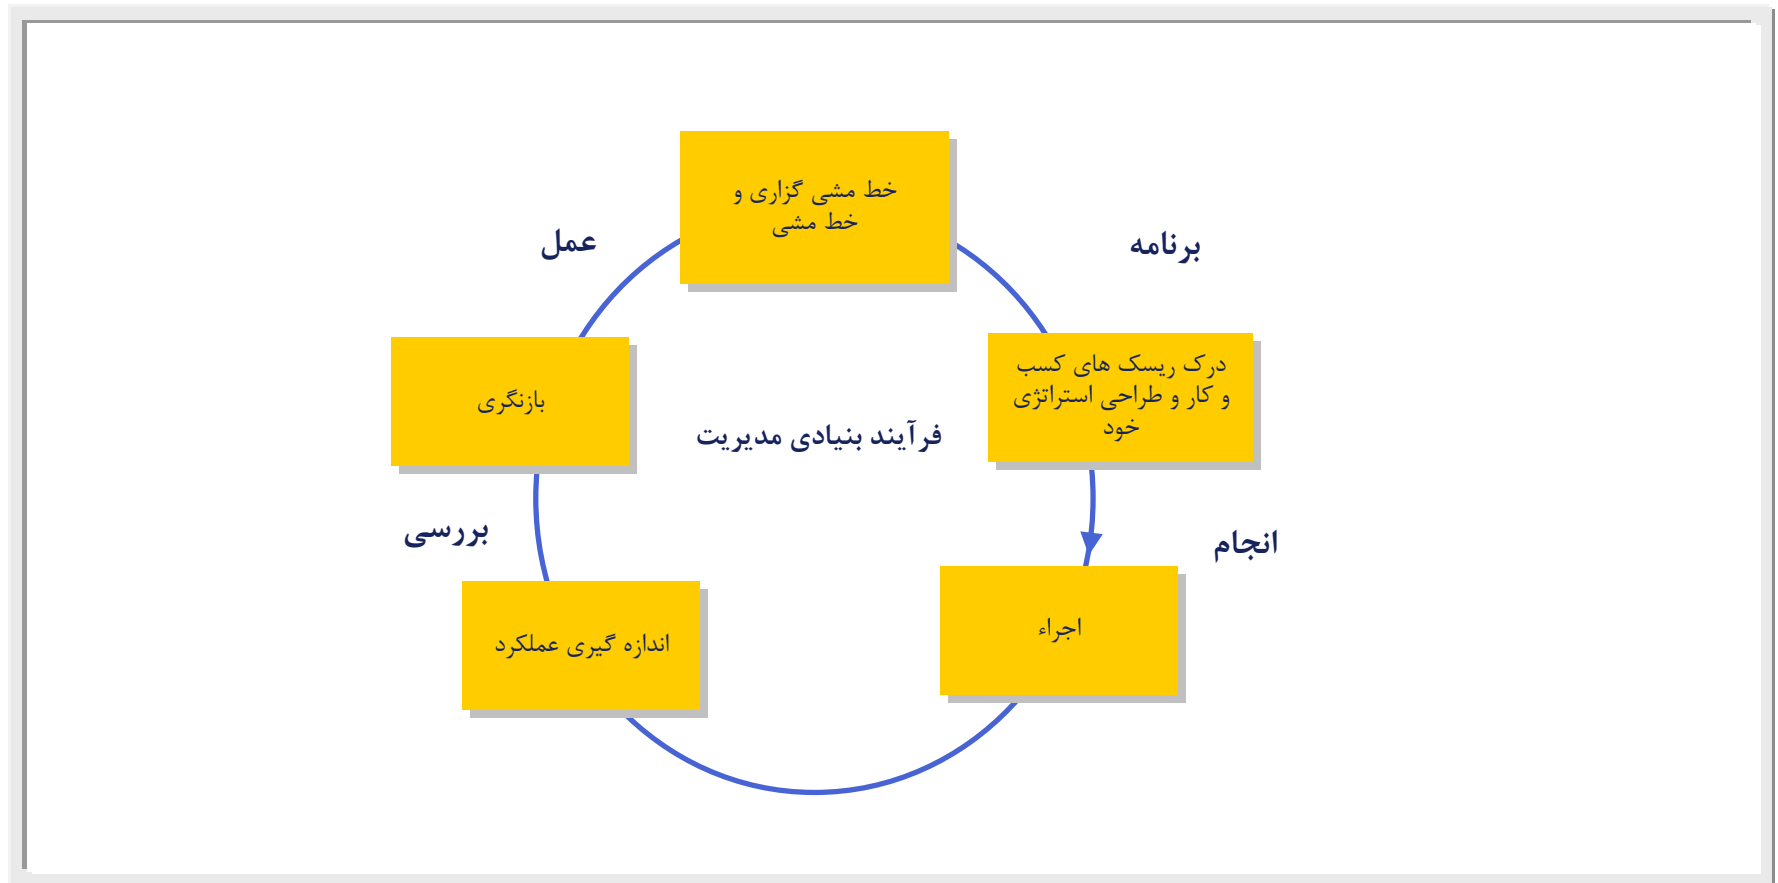 خط مشی گزاری و
خط مشی
برنامه
عمل
درک ریسک های کسب
و کار و طراحی استراتژی
خود
بازنگری
فرآیند بنیادی مدیریت
انجام
بررسی
اجراء
اندازه گیری عملکرد